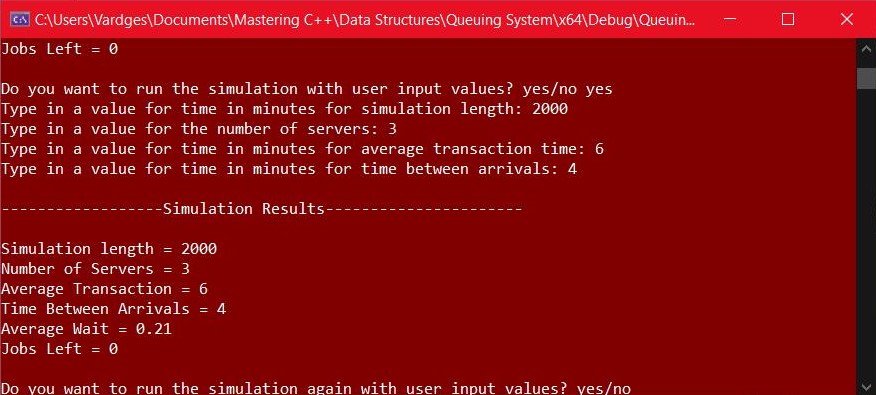 C:\Users\Vardges\Documents\Mastering C++\Data Structures\Queuing System\x64\Debug\Queuin...
Jobs Left = 0
Do you want to run the simulation with user input values? yes/no yes
Type in a value for time in minutes for simulation length: 2000
Type in a value for the number of servers: 3
Type in a value for time in minutes for average transaction time: 6
Type in a value for time in minutes for time between arrivals: 4
------------------Simulation Results----------------------
Simulation length = 2000
Number of Servers = 3
Average Transaction = 6
Time Between Arrivals = 4
Average Wait = 0.21
Jobs Left = 0
Do you want to run the simulation again with user input values? yes/no